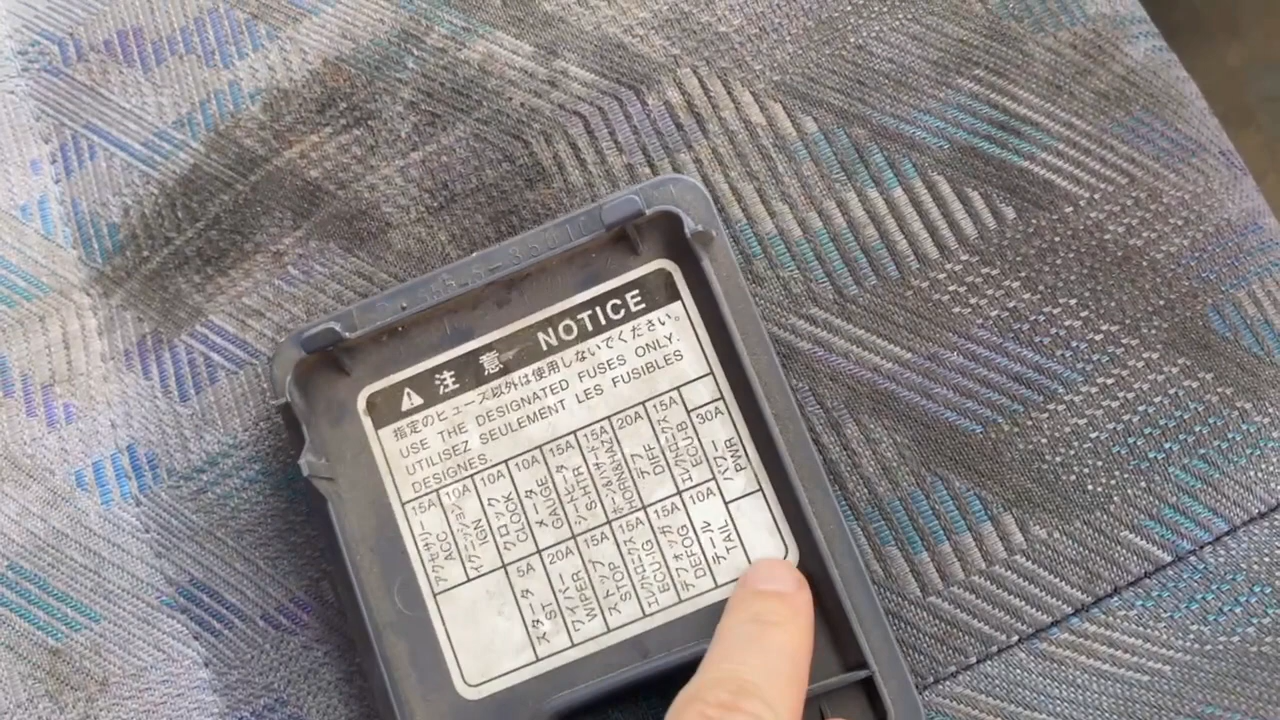 注意 NOTICE
指定のヒューズ以外は使用しないでください。
USE THE DESIGNATED FUSES ONLY.
UTILISEZ SEULEMENT LES FUSIBLES
DESIGNES.
15A アクセサリー ACC
10A イグニッション IGN
10A クロック CLOCK
10A メータ GAUGE
15A シートヒータ S-HTR
15A ホーン&ハザード HORN&HAZ
20A デフ DIFF
15A エレクトロニクス ECU-B
30A パワー PWR
5A スタータ ST
20A ワイパー WIPER
15A ストップ STOP
15A エレクトロニクス ECU-IG
15A デフォッガ DEFOG
10A テール TAIL